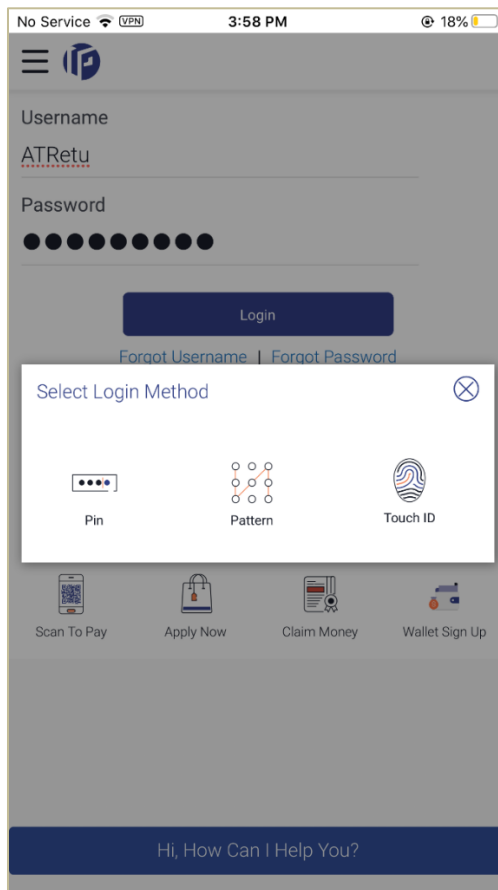 No Service VPN 3:58 PM 18%
Username
ATRetu
Password
Login
Forgot Username | Forgot Password
Select Login Method
Pin Pattern Touch ID
Scan To Pay Apply Now Claim Money Wallet Sign Up
Hi, How Can I Help You?